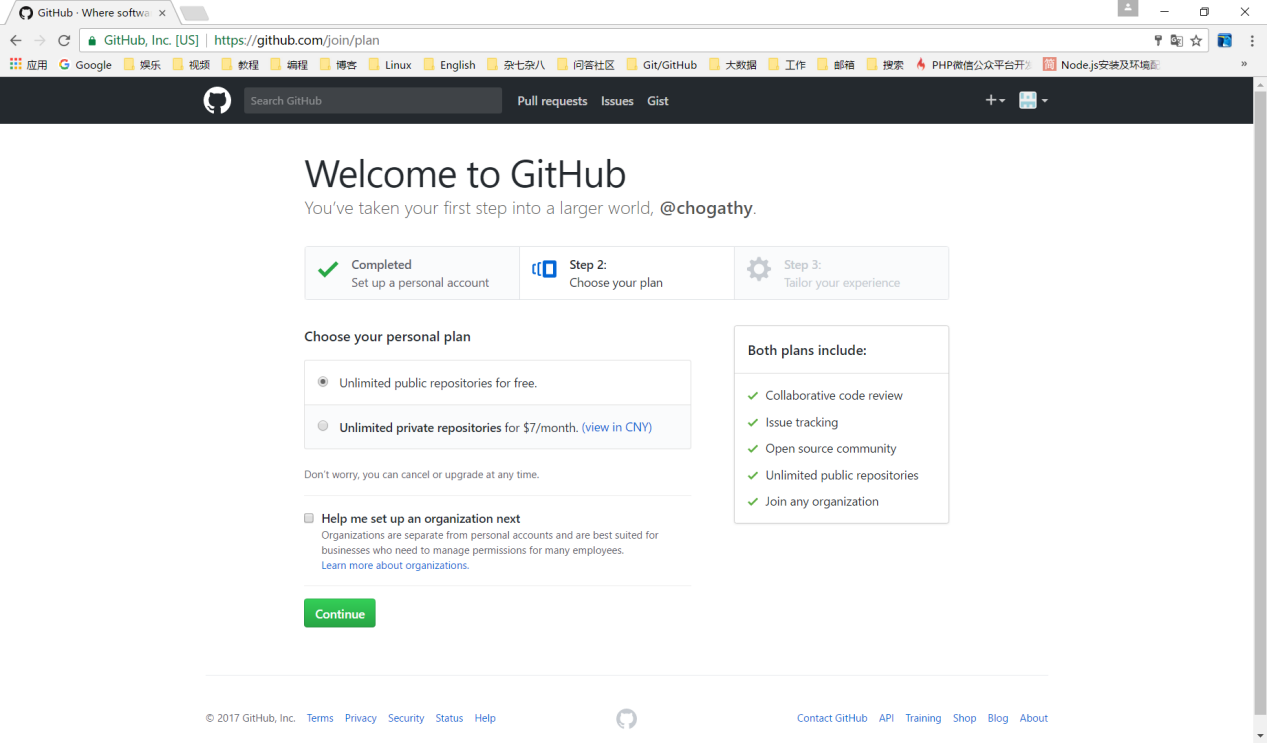 GitHub · Where softwa
GitHub, Inc. [US] | https://github.com/join/plan
应用 Google 娱乐 视频 教程 编程 博客 Linux English 杂七杂八 问答社区 Git/GitHub 大数据 工作 邮箱 搜索 PHP微信公众平台开发 Node.js安装及环境配 »
Search GitHub Pull requests Issues Gist
Welcome to GitHub
You’ve taken your first step into a larger world, @chogathy.
Completed
Set up a personal account
Step 2:
Choose your plan
Step 3:
Tailor your experience
Choose your personal plan
Unlimited public repositories for free.
Unlimited private repositories for $7/month. (view in CNY)
Don’t worry, you can cancel or upgrade at any time.
Help me set up an organization next
Organizations are separate from personal accounts and are best suited for
businesses who need to manage permissions for many employees.
Learn more about organizations.
Continue
Both plans include:
Collaborative code review
Issue tracking
Open source community
Unlimited public repositories
Join any organization
© 2017 GitHub, Inc. Terms Privacy Security Status Help
Contact GitHub API Training Shop Blog About